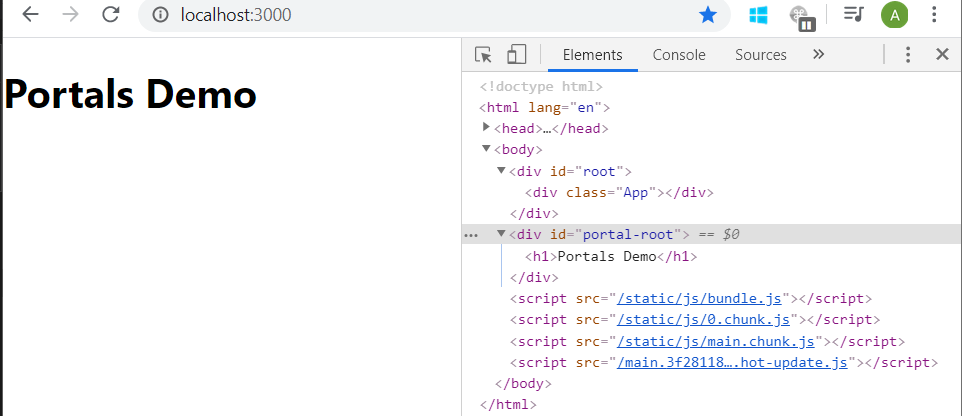 localhost:3000
A
Portals Demo
Elements Console Sources »
<!doctype html>
<html lang="en">
<head>…</head>
<body>
<div id="root">
<div class="App"></div>
</div>
<div id="portal-root"> == $0
<h1>Portals Demo</h1>
</div>
<script src="/static/js/bundle.js"></script>
<script src="/static/js/0.chunk.js"></script>
<script src="/static/js/main.chunk.js"></script>
<script src="/main.3f28118….hot-update.js"></script>
</body>
</html>